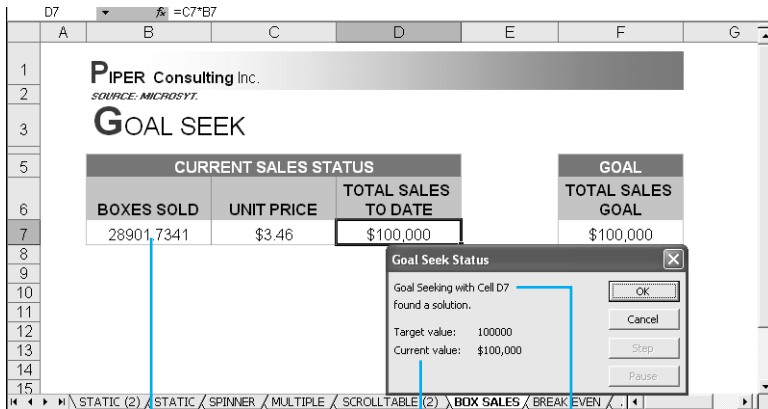 D7 fx =C7*B7
A B C D E F G
1 PIPER Consulting Inc.
2 SOURCE: MICROSYT.
3 GOAL SEEK
5 CURRENT SALES STATUS GOAL
6 BOXES SOLD UNIT PRICE TOTAL SALES TO DATE TOTAL SALES GOAL
7 28901.7341 $3.46 $100,000 $100,000
8
9
10
11
12
13
14
15
Goal Seek Status
Goal Seeking with Cell D7
found a solution.
Target value: 100000
Current value: $100,000
OK
Cancel
Step
Pause
STATIC (2) STATIC SPINNER MULTIPLE SCROLLTABLE (2) BOX SALES BREAK EVEN